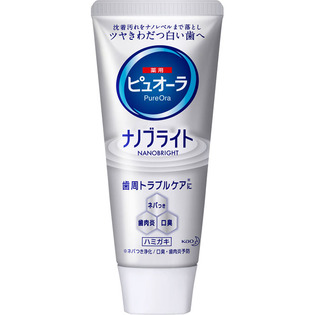 沈着汚れをナノレベルまで落とし
ツヤきわだつ白い歯へ
薬用
ピュオーラ
PureOra
ナノブライト
NANOBRIGHT
歯周トラブルケア※に
ネバつき
歯肉炎 口臭
ハミガキ
KAO
※ネバつき浄化／口臭・歯肉炎予防